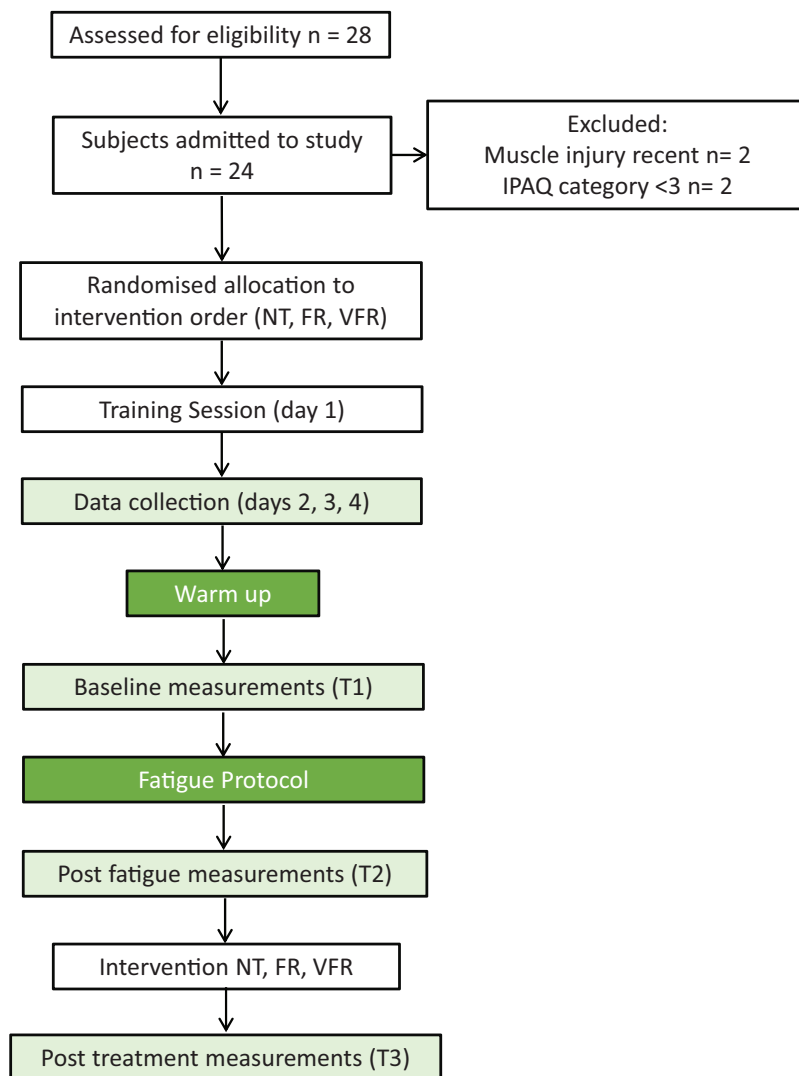 Assessed for eligibility n = 28
Subjects admitted to study
n = 24
Excluded:
Muscle injury recent n= 2
IPAQ category <3 n= 2
Randomised allocation to
intervention order (NT, FR, VFR)
Training Session (day 1)
Data collection (days 2, 3, 4)
Warm up
Baseline measurements (T1)
Fatigue Protocol
Post fatigue measurements (T2)
Intervention NT, FR, VFR
Post treatment measurements (T3)